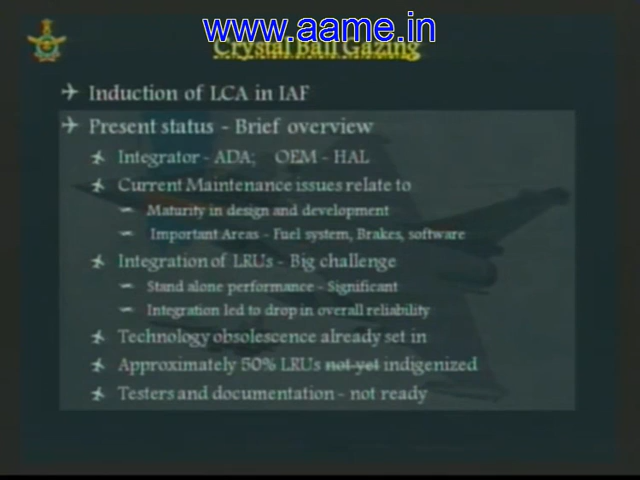 www.aame.in
Crystal Ball Gazing
Induction of LCA in IAF
Present status - Brief overview
Integrator - ADA; OEM - HAL
Current Maintenance issues relate to
Maturity in design and development
Important Areas - Fuel system, Brakes, software
Integration of LRUs - Big challenge
Stand alone performance - Significant
Integration led to drop in overall reliability
Technology obsolescence already set in
Approximately 50% LRUs not yet indigenized
Testers and documentation - not ready